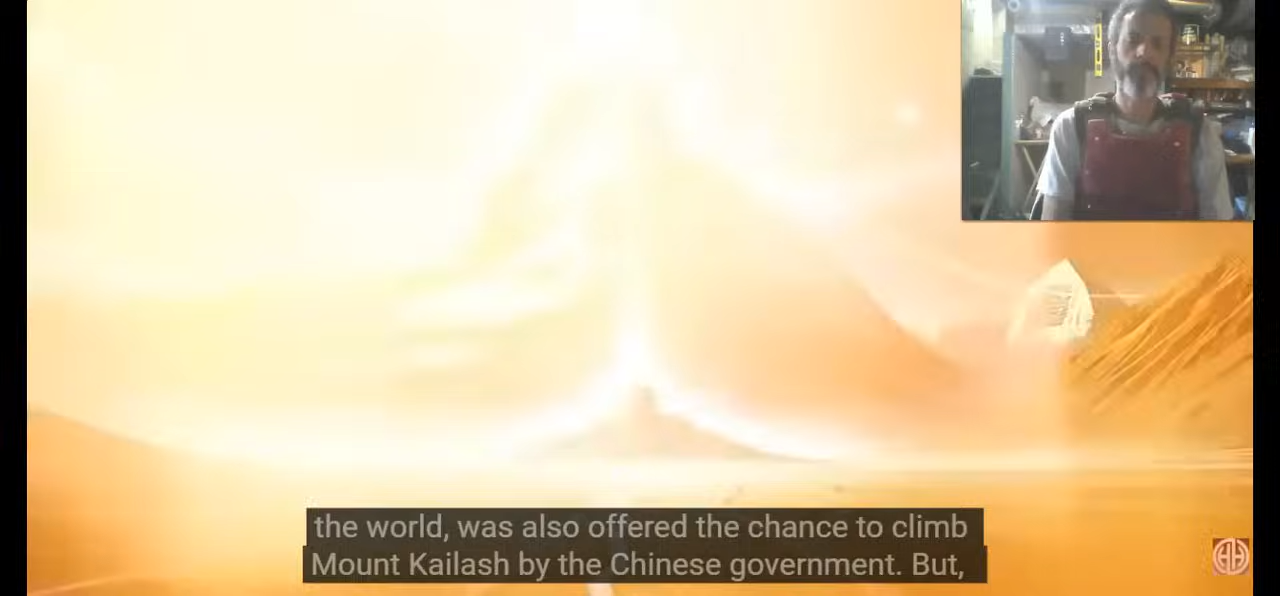 the world, was also offered the chance to climb
Mount Kailash by the Chinese government. But,